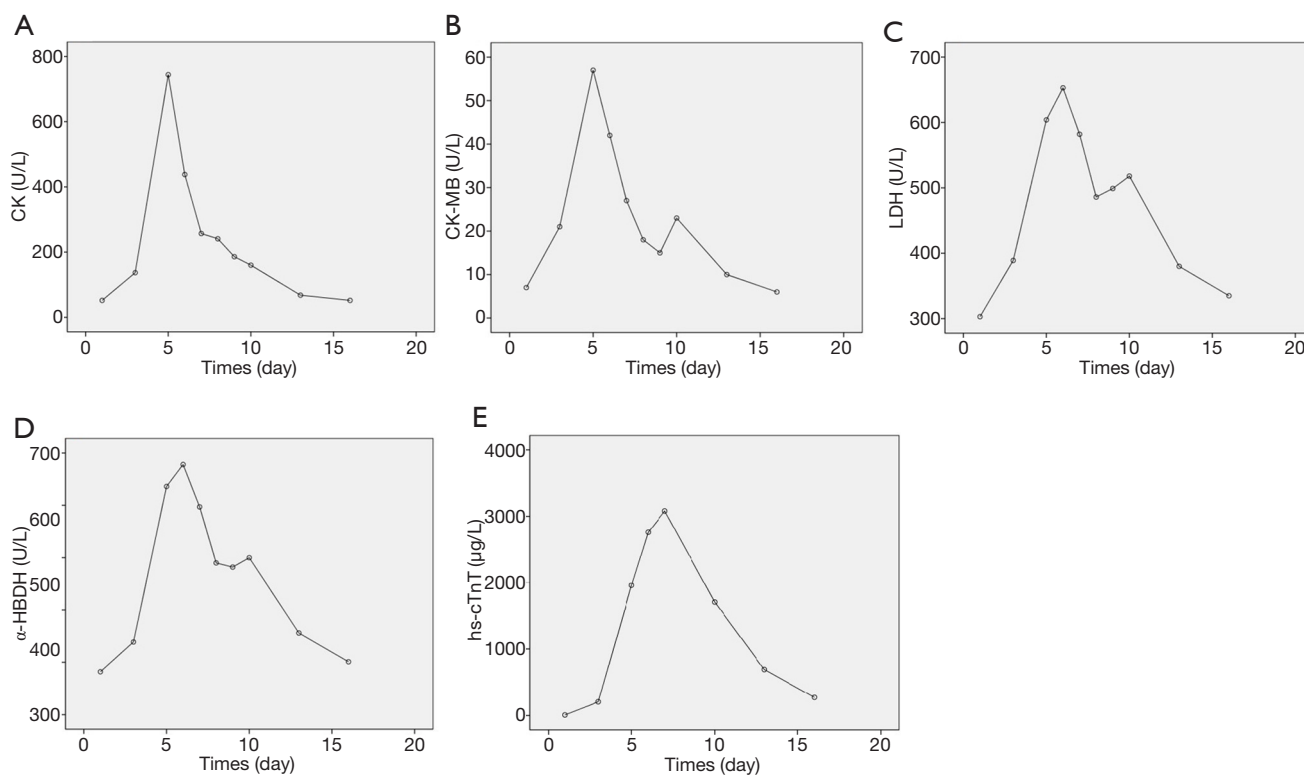 A
CK (U/L)
800
600
400
200
0
0 5 10 15 20
Times (day)
B
CK-MB (U/L)
60
50
40
30
20
10
0
0 5 10 15 20
Times (day)
C
LDH (U/L)
700
600
500
400
300
0 5 10 15 20
Times (day)
D
α-HBDH (U/L)
700
600
500
400
300
0 5 10 15 20
Times (day)
E
hs-cTnT (µg/L)
4000
3000
2000
1000
0
0 5 10 15 20
Times (day)